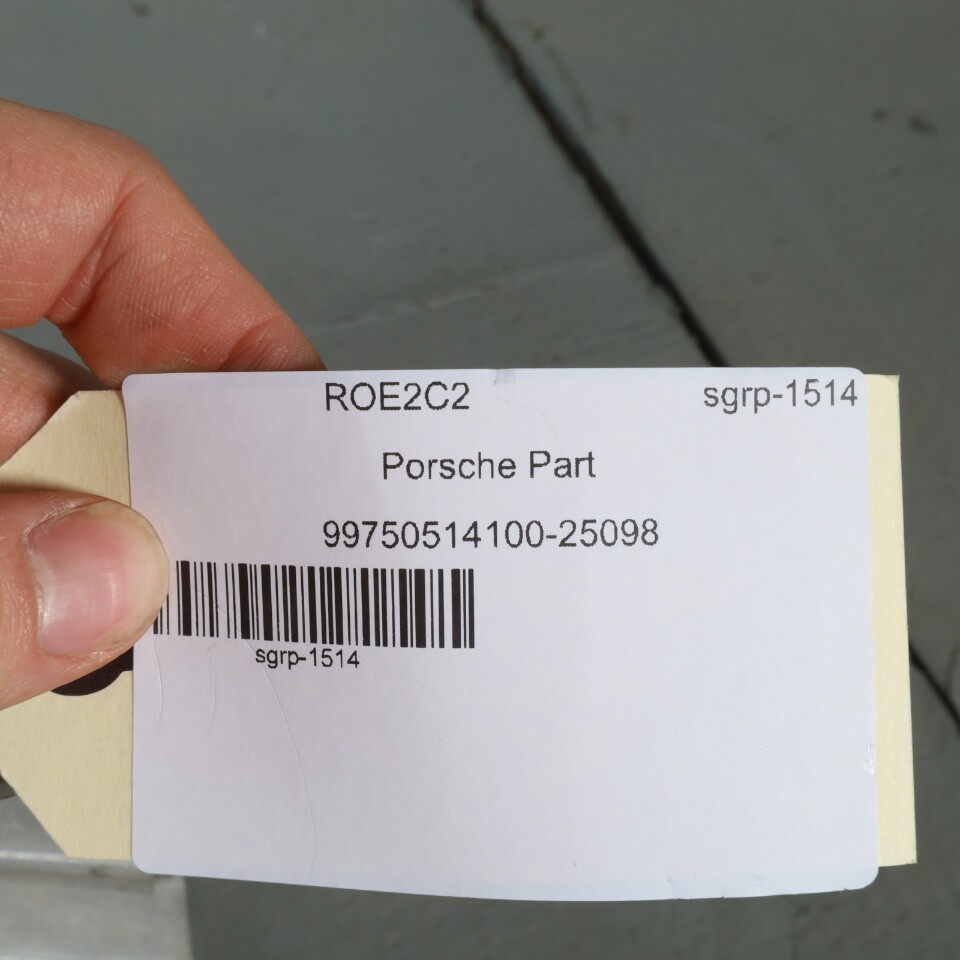 ROE2C2 sgrp-1514
Porsche Part
99750514100-25098
sgrp-1514